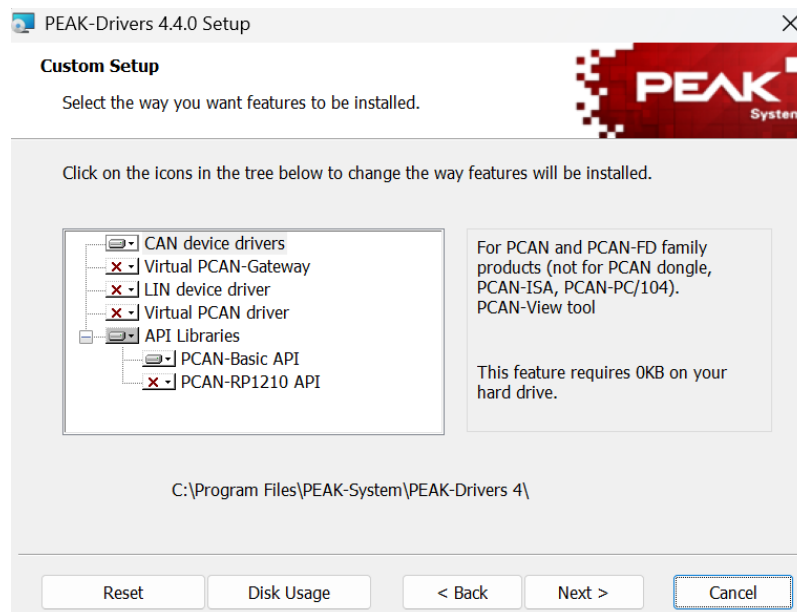 PEAK-Drivers 4.4.0 Setup
Custom Setup
Select the way you want features to be installed.
PEAK
System
Click on the icons in the tree below to change the way features will be installed.
CAN device drivers
Virtual PCAN-Gateway
LIN device driver
Virtual PCAN driver
API Libraries
PCAN-Basic API
PCAN-RP1210 API
For PCAN and PCAN-FD family
products (not for PCAN dongle,
PCAN-ISA, PCAN-PC/104).
PCAN-View tool
This feature requires 0KB on your
hard drive.
C:\Program Files\PEAK-System\PEAK-Drivers 4\
Reset
Disk Usage
< Back
Next >
Cancel